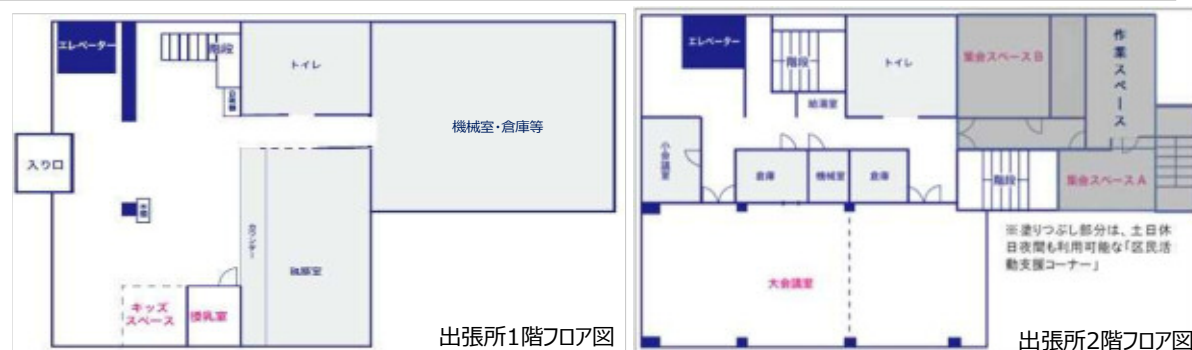 エレベーター
階段
トイレ
機械室・倉庫等
入り口
カウンター
執務室
キッズ
スペース
授乳室
出張所1階フロア図
エレベーター
階段
トイレ
給湯室
集会スペースB
作業スペース
小会議室
倉庫
機械室
倉庫
階段
集会スペースA
大会議室
※塗りつぶし部分は、土日休
日夜間も利用可能な「区民活
動支援コーナー」
出張所2階フロア図